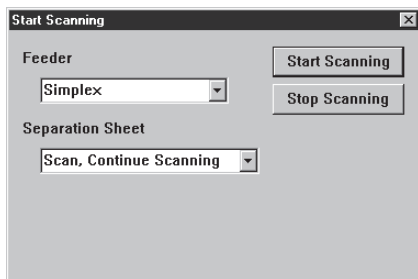 Start Scanning
Feeder
Simplex
Separation Sheet
Scan, Continue Scanning
Start Scanning
Stop Scanning